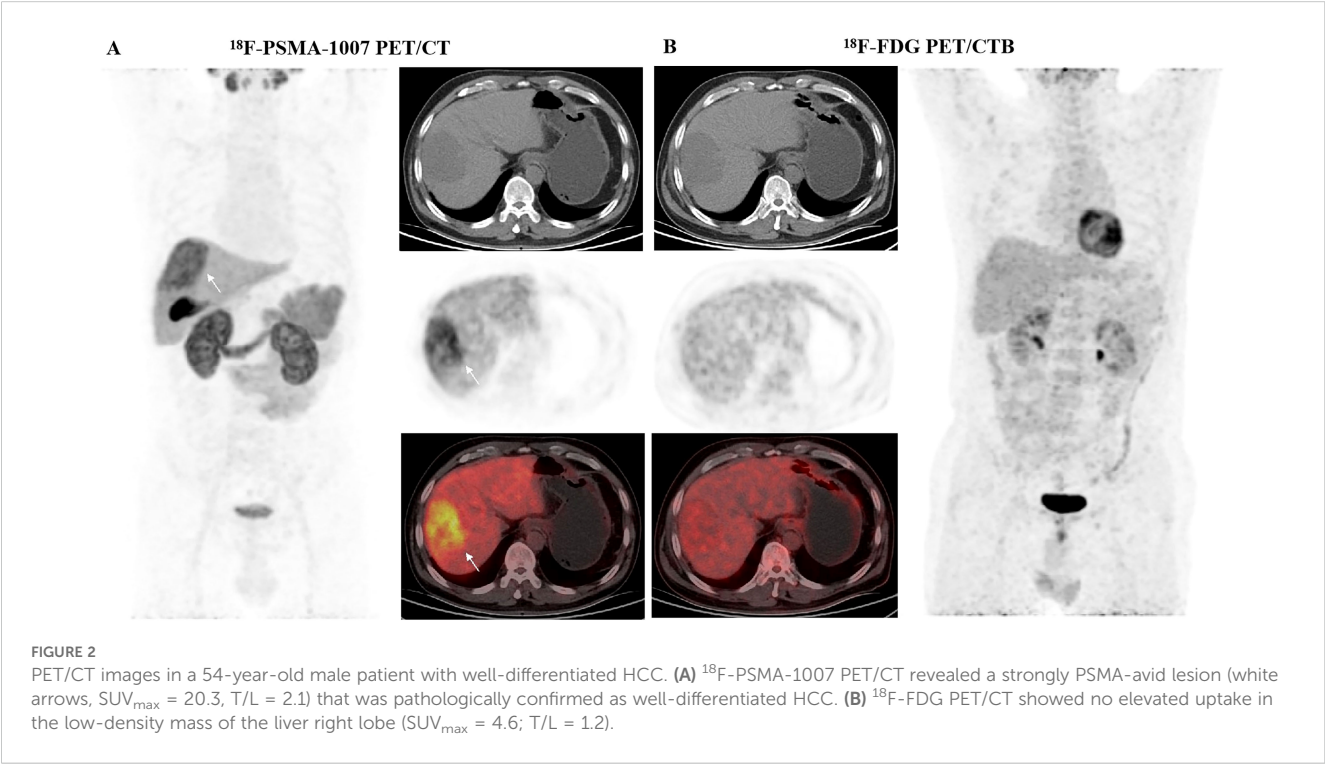 A ¹⁸F-PSMA-1007 PET/CT B ¹⁸F-FDG PET/CTB
FIGURE 2
PET/CT images in a 54-year-old male patient with well-differentiated HCC. (A) ¹⁸F-PSMA-1007 PET/CT revealed a strongly PSMA-avid lesion (white
arrows, SUVmax = 20.3, T/L = 2.1) that was pathologically confirmed as well-differentiated HCC. (B) ¹⁸F-FDG PET/CT showed no elevated uptake in
the low-density mass of the liver right lobe (SUVmax = 4.6; T/L = 1.2).